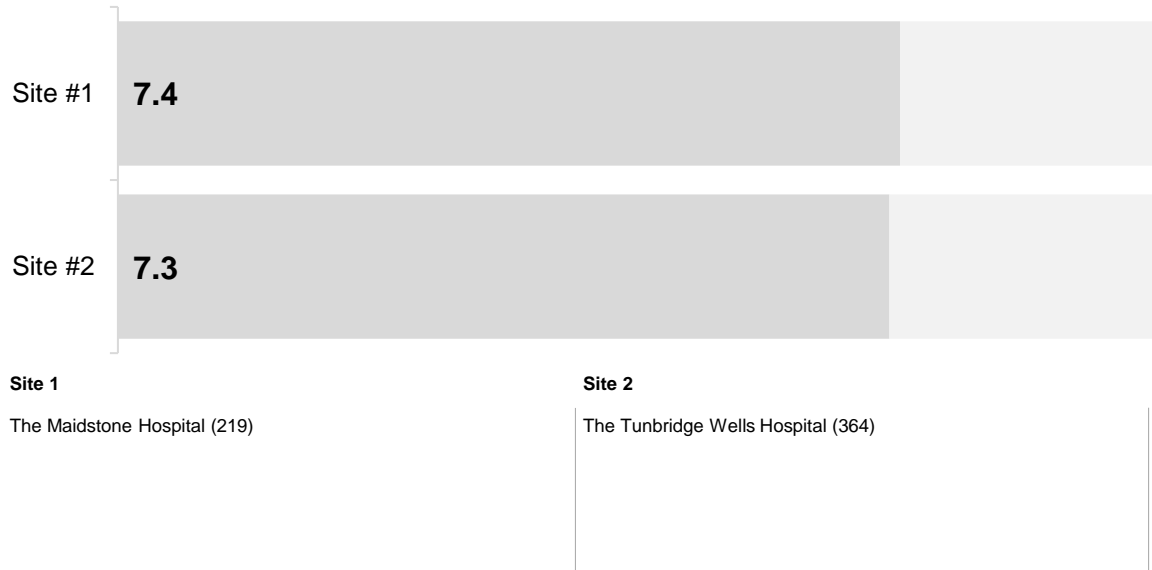 Site #1 7.4
Site #2 7.3
Site 1 Site 2
The Maidstone Hospital (219) The Tunbridge Wells Hospital (364)